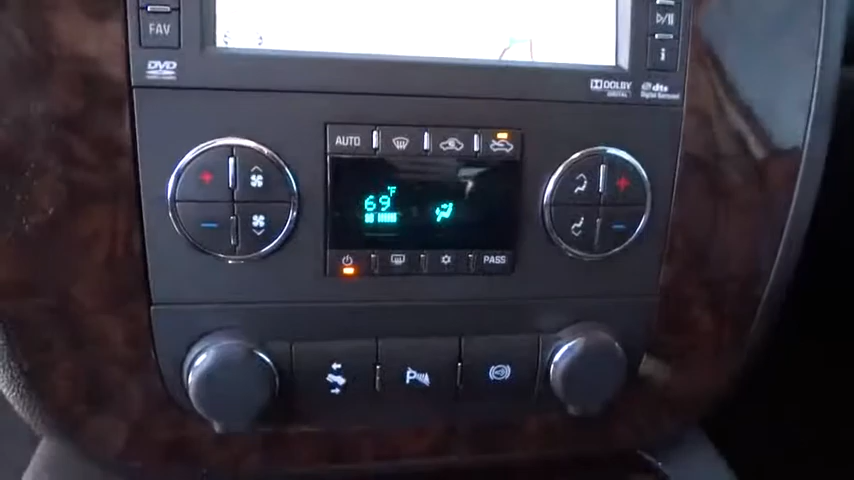 FAV
DVD
i
DOLBY
DIGITAL
dts
Digital Surround
AUTO
69°F
PASS
P